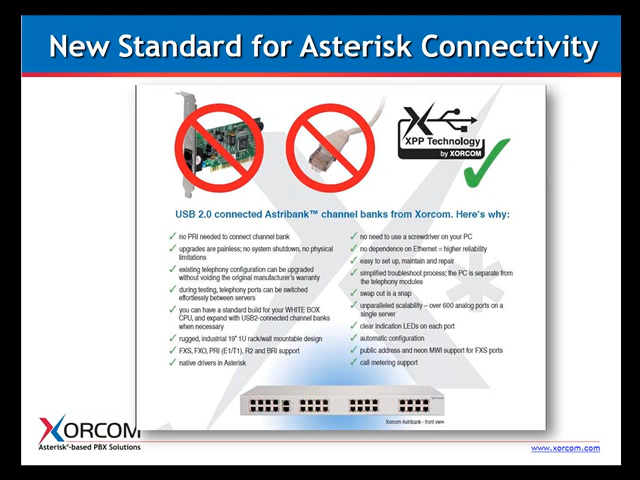 New Standard for Asterisk Connectivity
XPP Technology
by XORCOM
USB 2.0 connected Astribank™ channel banks from Xorcom. Here's why:
✓ no PRI needed to connect channel bank
✓ upgrades are painless; no system shutdown, no physical
limitations
✓ existing telephony configuration can be upgraded
without voiding the original manufacturer's warranty
✓ during testing, telephony ports can be switched
effortlessly between servers
✓ you can have a standard build for your WHITE BOX
CPU, and expand with USB2-connected channel banks
when necessary
✓ rugged, industrial 19" 1U rack/wall mountable design
✓ FXS, FXO, PRI (E1/T1), R2 and BRI support
✓ native drivers in Asterisk
✓ no need to use a screwdriver on your PC
✓ no dependence on Ethernet = higher reliability
✓ easy to set up, maintain and repair
✓ simplified troubleshoot process; the PC is separate from
the telephony modules
✓ swap out is a snap
✓ unparalleled scalability – over 600 analog ports on a
single server
✓ clear indication LEDs on each port
✓ automatic configuration
✓ public address and neon MWI support for FXS ports
✓ call metering support
Xorcom Astribank - front view
XORCOM
Asterisk®-based PBX Solutions
www.xorcom.com